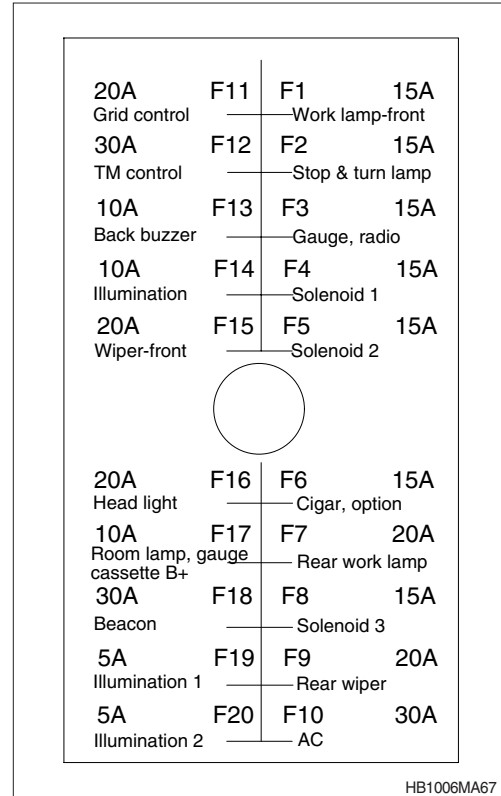 20A F11 F1 15A
Grid control Work lamp-front
30A F12 F2 15A
TM control Stop & turn lamp
10A F13 F3 15A
Back buzzer Gauge, radio
10A F14 F4 15A
Illumination Solenoid 1
20A F15 F5 15A
Wiper-front Solenoid 2
20A F16 F6 15A
Head light Cigar, option
10A F17 F7 20A
Room lamp, gauge Rear work lamp
cassette B+
30A F18 F8 15A
Beacon Solenoid 3
5A F19 F9 20A
Illumination 1 Rear wiper
5A F20 F10 30A
Illumination 2 AC
HB1006MA67